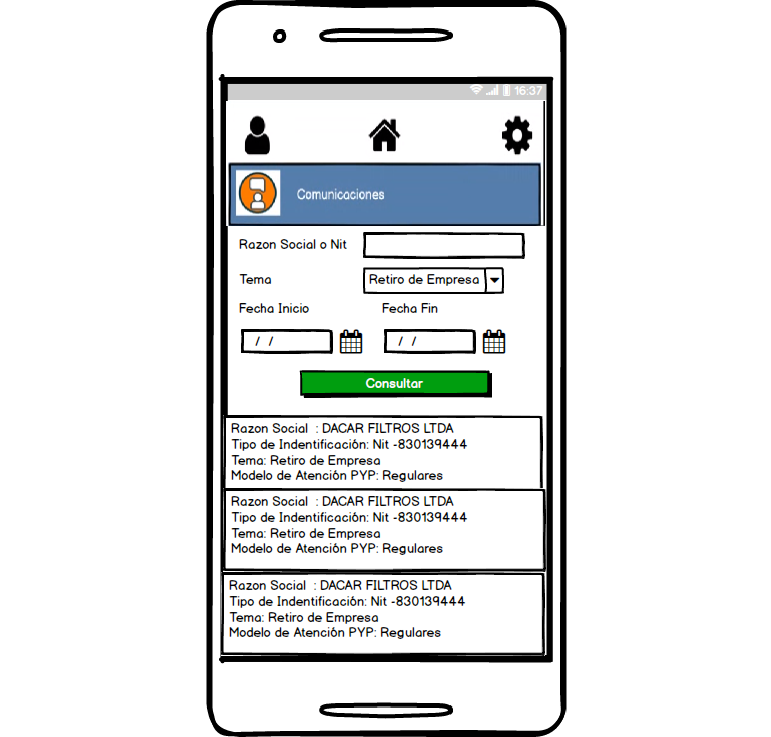 16:37
Comunicaciones
Razon Social o Nit
Tema Retiro de Empresa
Fecha Inicio Fecha Fin
/ / / /
Consultar
Razon Social : DACAR FILTROS LTDA
Tipo de Indentificación: Nit -830139444
Tema: Retiro de Empresa
Modelo de Atención PYP: Regulares
Razon Social : DACAR FILTROS LTDA
Tipo de Indentificación: Nit -830139444
Tema: Retiro de Empresa
Modelo de Atención PYP: Regulares
Razon Social : DACAR FILTROS LTDA
Tipo de Indentificación: Nit -830139444
Tema: Retiro de Empresa
Modelo de Atención PYP: Regulares